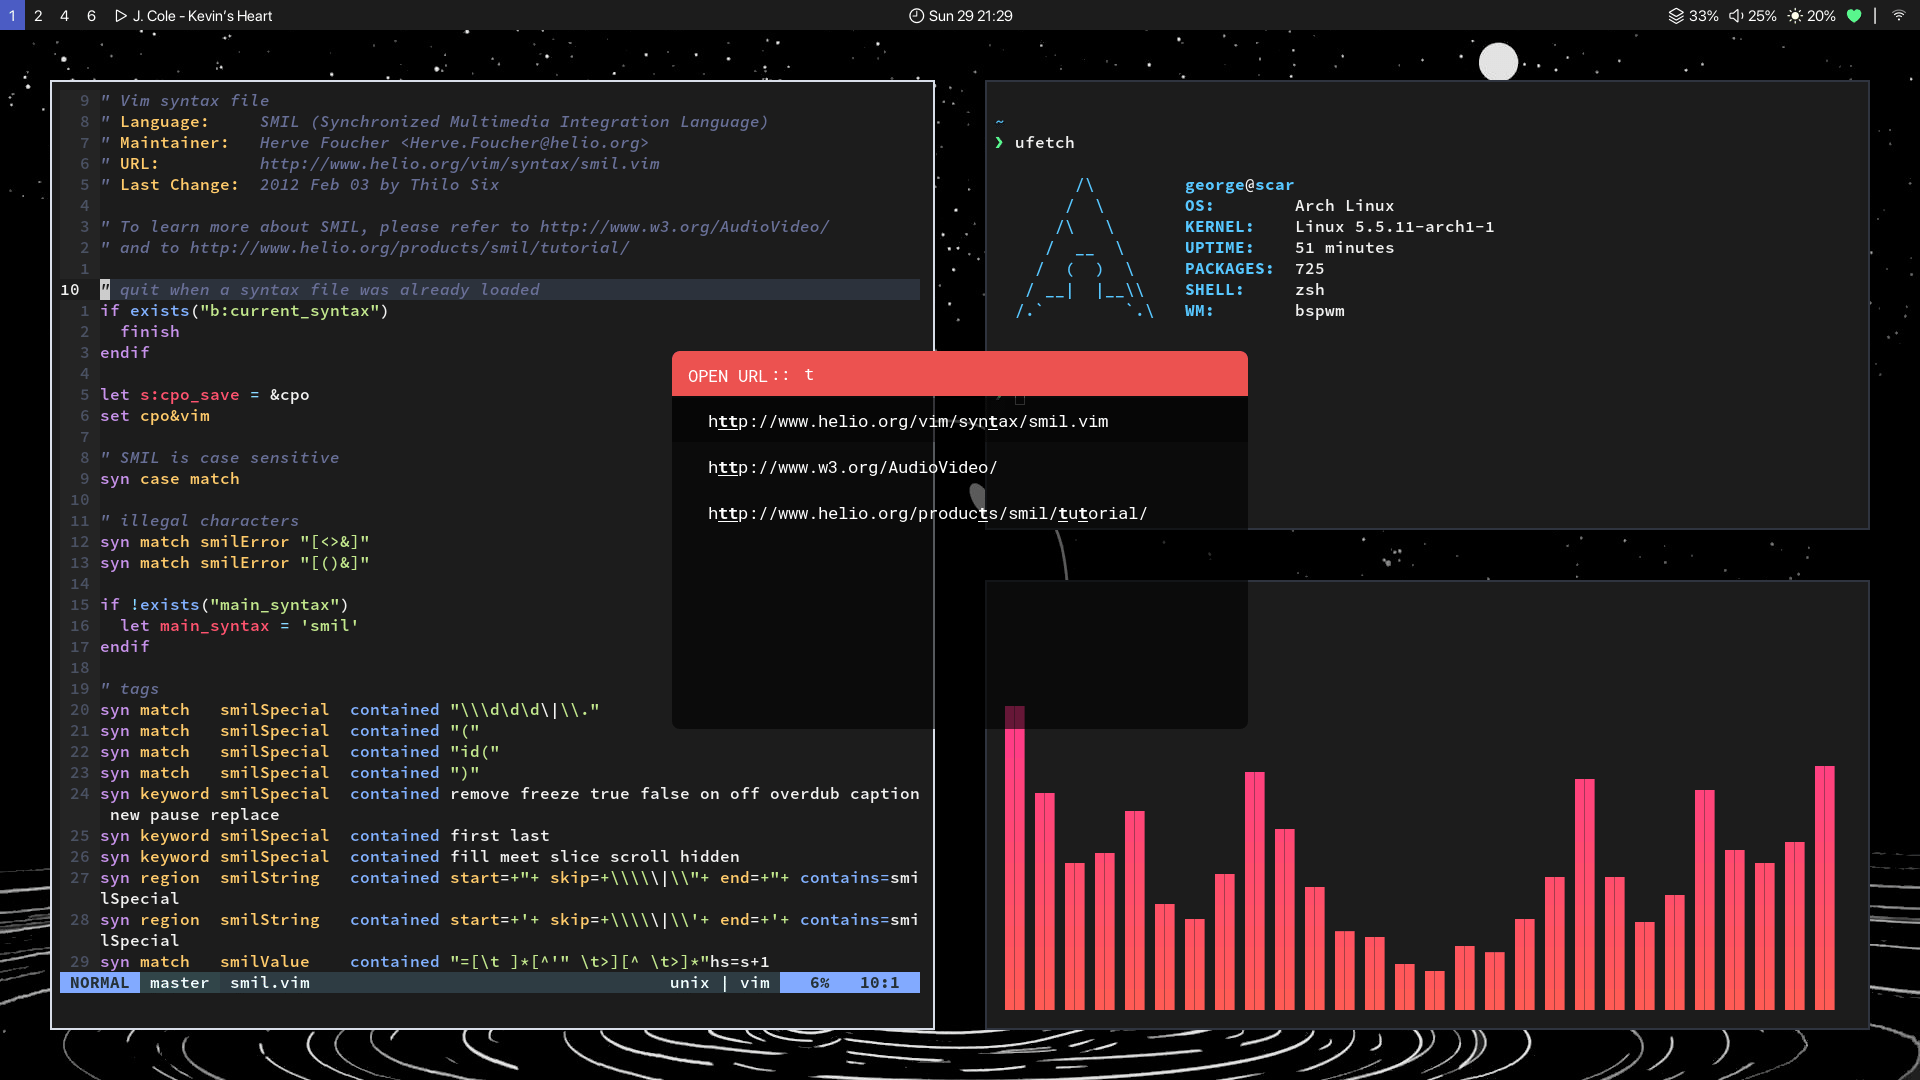 1 2 4 6 J. Cole - Kevin's Heart
Sun 29 21:29
33% 25% 20% |
9 " Vim syntax file
8 " Language:     SMIL (Synchronized Multimedia Integration Language)
7 " Maintainer:   Herve Foucher <Herve.Foucher@helio.org>
6 " URL:          http://www.helio.org/vim/syntax/smil.vim
5 " Last Change:  2012 Feb 03 by Thilo Six
4
3 " To learn more about SMIL, please refer to http://www.w3.org/AudioVideo/
2 " and to http://www.helio.org/products/smil/tutorial/
1
10 " quit when a syntax file was already loaded
1 if exists("b:current_syntax")
2   finish
3 endif
4
5 let s:cpo_save = &cpo
6 set cpo&vim
7
8 " SMIL is case sensitive
9 syn case match
10
11 " illegal characters
12 syn match smilError "[<>&]"
13 syn match smilError "[()&]"
14
15 if !exists("main_syntax")
16   let main_syntax = 'smil'
17 endif
18
19 " tags
20 syn match   smilSpecial  contained "\\\d\d\d\|\\."
21 syn match   smilSpecial  contained "("
22 syn match   smilSpecial  contained "id("
23 syn match   smilSpecial  contained ")"
24 syn keyword smilSpecial  contained remove freeze true false on off overdub caption
new pause replace
25 syn keyword smilSpecial  contained first last
26 syn keyword smilSpecial  contained fill meet slice scroll hidden
27 syn region  smilString   contained start=+"+ skip=+\\\\\|\\"+ end=+"+ contains=smi
lSpecial
28 syn region  smilString   contained start=+'+ skip=+\\\\\|\\'+ end=+'+ contains=smi
lSpecial
29 syn match   smilValue    contained "=[\t ]*[^'" \t>][^ \t>]*"hs=s+1
NORMAL master smil.vim unix | vim 6% 10:1
~
❯ ufetch
/\
/  \
/\   \
/  __  \
/  (  )  \
/ __|  |__\\
/.`        `.\
george@scar
OS:        Arch Linux
KERNEL:    Linux 5.5.11-arch1-1
UPTIME:    51 minutes
PACKAGES:  725
SHELL:     zsh
WM:        bspwm
OPEN URL:: t
http://www.helio.org/vim/syntax/smil.vim
http://www.w3.org/AudioVideo/
http://www.helio.org/products/smil/tutorial/